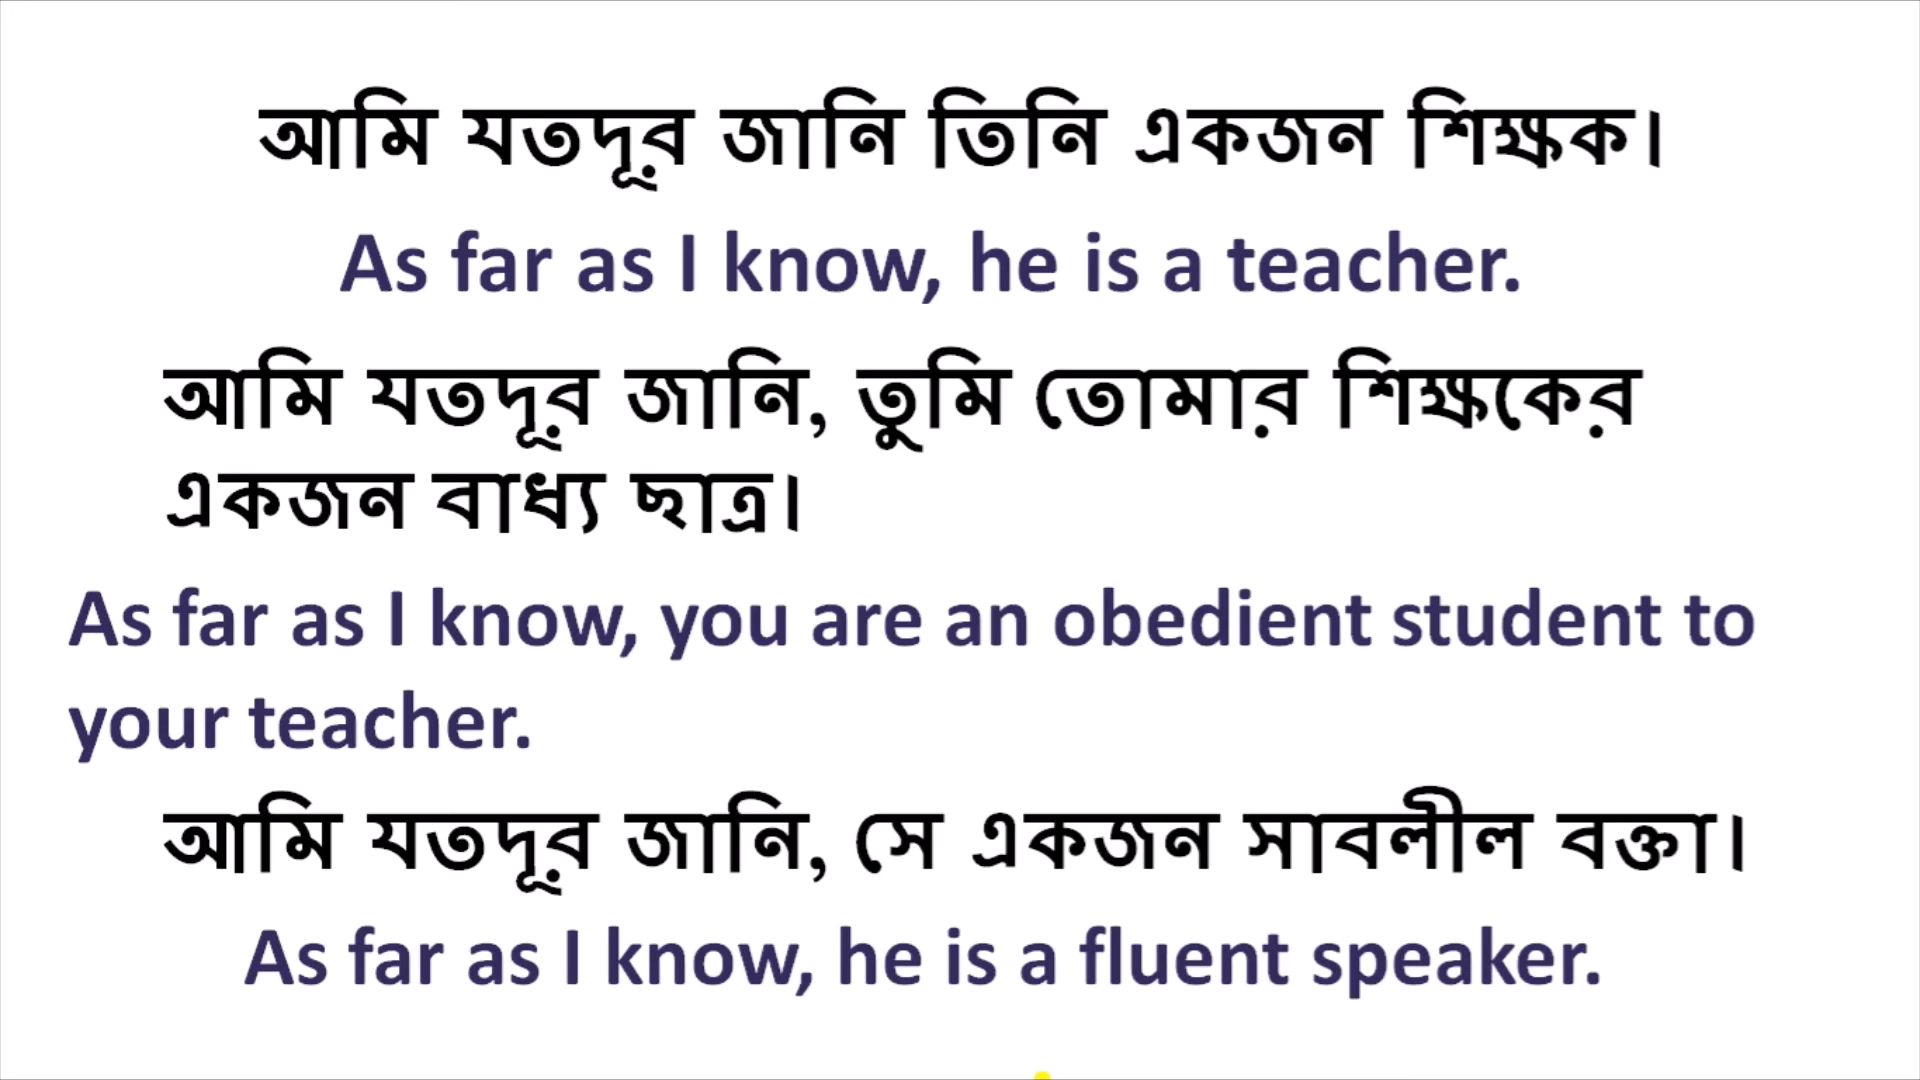 আমি যতদূর জানি তিনি একজন শিক্ষক।
As far as I know, he is a teacher.
আমি যতদূর জানি, তুমি তোমার শিক্ষকের
একজন বাধ্য ছাত্র।
As far as I know, you are an obedient student to
your teacher.
আমি যতদূর জানি, সে একজন সাবলীল বক্তা।
As far as I know, he is a fluent speaker.